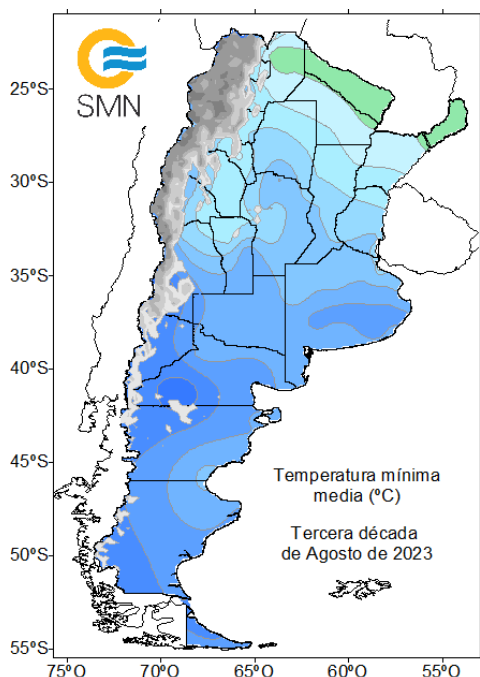 SMN
25°S
30°S
35°S
40°S
45°S
50°S
55°S
Temperatura mínima
media (ºC)
Tercera década
de Agosto de 2023
75°O
70°O
65°O
60°O
55°O